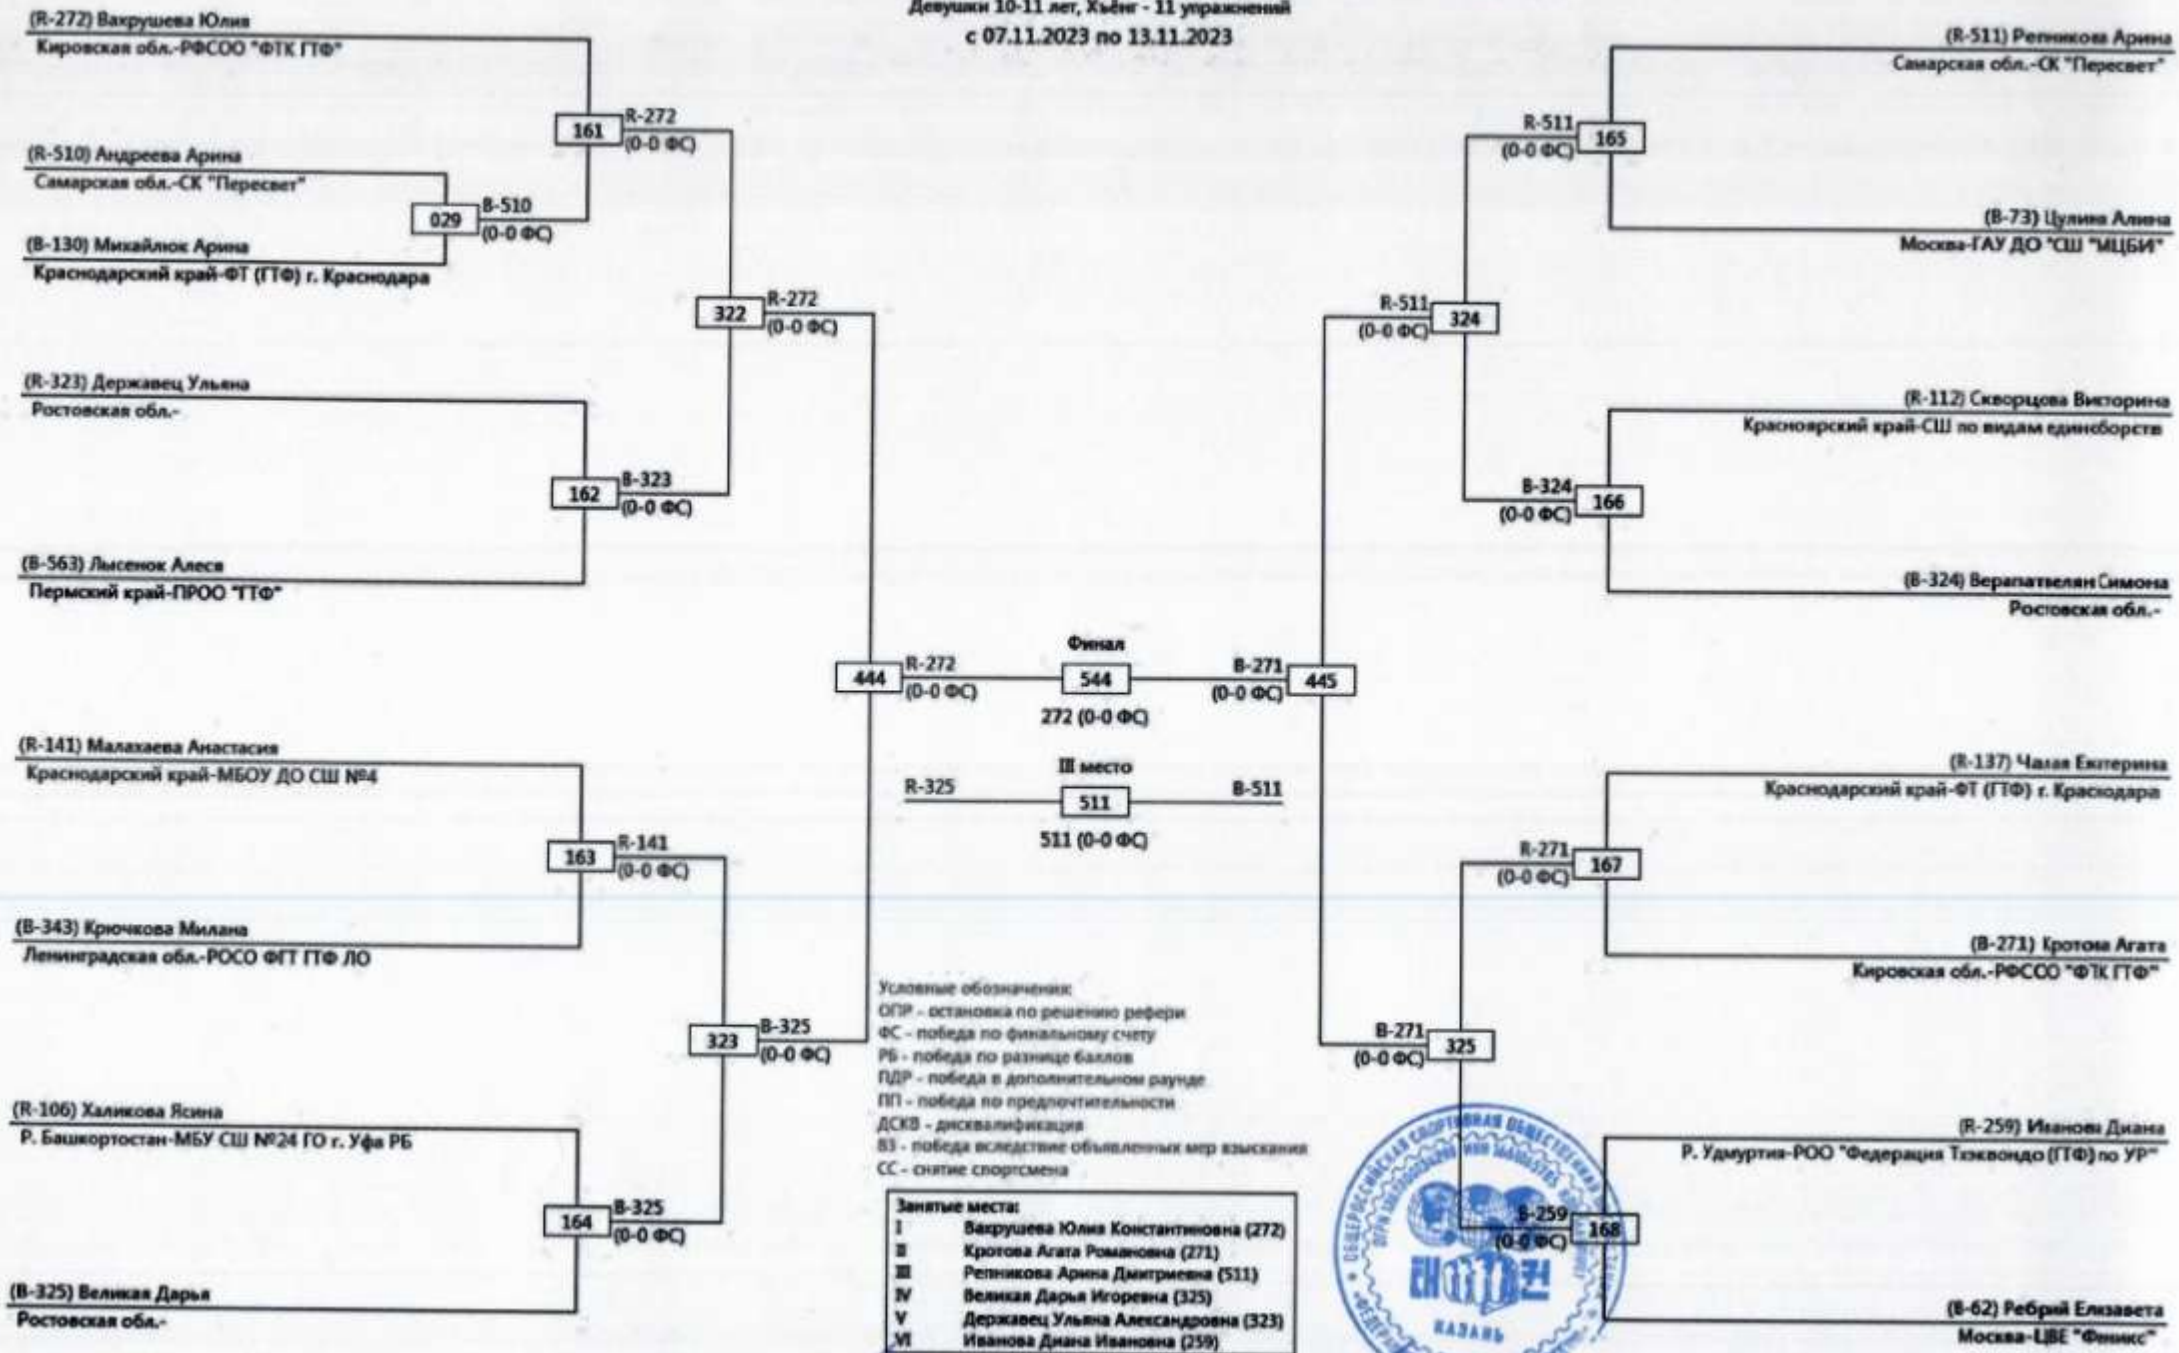 Девушки 10-11 лет, Хъёнг - 11 упражнений
с 07.11.2023 по 13.11.2023
(R-272) Вахрушева Юлия
Кировская обл.-РФСОО "ФТК ГТФ"
161
R-272
(0-0 ФС)
(R-510) Андреева Арина
Самарская обл.-СК "Пересвет"
029
B-510
(0-0 ФС)
(B-130) Михайлюк Арина
Краснодарский край-ФТ (ГТФ) г. Краснодара
322
R-272
(0-0 ФС)
(R-323) Державец Ульяна
Ростовская обл.-
162
B-323
(0-0 ФС)
(B-563) Лысенок Алеся
Пермский край-ПРОО "ГТФ"
444
R-272
(0-0 ФС)
(R-141) Малахаева Анастасия
Краснодарский край-МБОУ ДО СШ №4
163
R-141
(0-0 ФС)
(B-343) Крючкова Милана
Ленинградская обл.-РОСО ФГТ ГТФ ЛО
323
B-325
(0-0 ФС)
(R-106) Халикова Ясина
Р. Башкортостан-МБУ СШ №24 ГО г. Уфа РБ
164
B-325
(0-0 ФС)
(B-325) Великая Дарья
Ростовская обл.-
Финал
544
272 (0-0 ФС)
III место
R-325
511
B-511
511 (0-0 ФС)
(R-511) Репникова Арина
Самарская обл.-СК "Пересвет"
R-511
(0-0 ФС)
165
(B-73) Цулина Алина
Москва-ГАУ ДО "СШ "МЦБИ"
R-511
(0-0 ФС)
324
(R-112) Скворцова Викторина
Красноярский край-СШ по видам единоборств
B-324
(0-0 ФС)
166
(B-324) Верапатвелян Симона
Ростовская обл.-
B-271
(0-0 ФС)
445
(R-137) Чалая Екатерина
Краснодарский край-ФТ (ГТФ) г. Краснодара
R-271
(0-0 ФС)
167
(B-271) Кротова Агата
Кировская обл.-РФСОО "ФТК ГТФ"
B-271
(0-0 ФС)
325
(R-259) Иванова Диана
Р. Удмуртия-РОО "Федерация Тхэквондо (ГТФ) по УР"
B-259
(0-0 ФС)
168
(B-62) Ребрий Елизавета
Москва-ЦВЕ "Феникс"
Условные обозначения:
ОПР - остановка по решению рефери
ФС - победа по финальному счету
РБ - победа по разнице баллов
ПДР - победа в дополнительном раунде
ПП - победа по предпочтительности
ДСКВ - дисквалификация
ВЗ - победа вследствие объявленных мер взыскания
СС - снятие спортсмена
Занятые места:
I Вахрушева Юлия Константиновна (272)
II Кротова Агата Романовна (271)
III Репникова Арина Дмитриевна (511)
IV Великая Дарья Игоревна (325)
V Державец Ульяна Александровна (323)
VI Иванова Диана Ивановна (259)
ОБЩЕРОССИЙСКАЯ СПОРТИВНАЯ
КАЗАНЬ